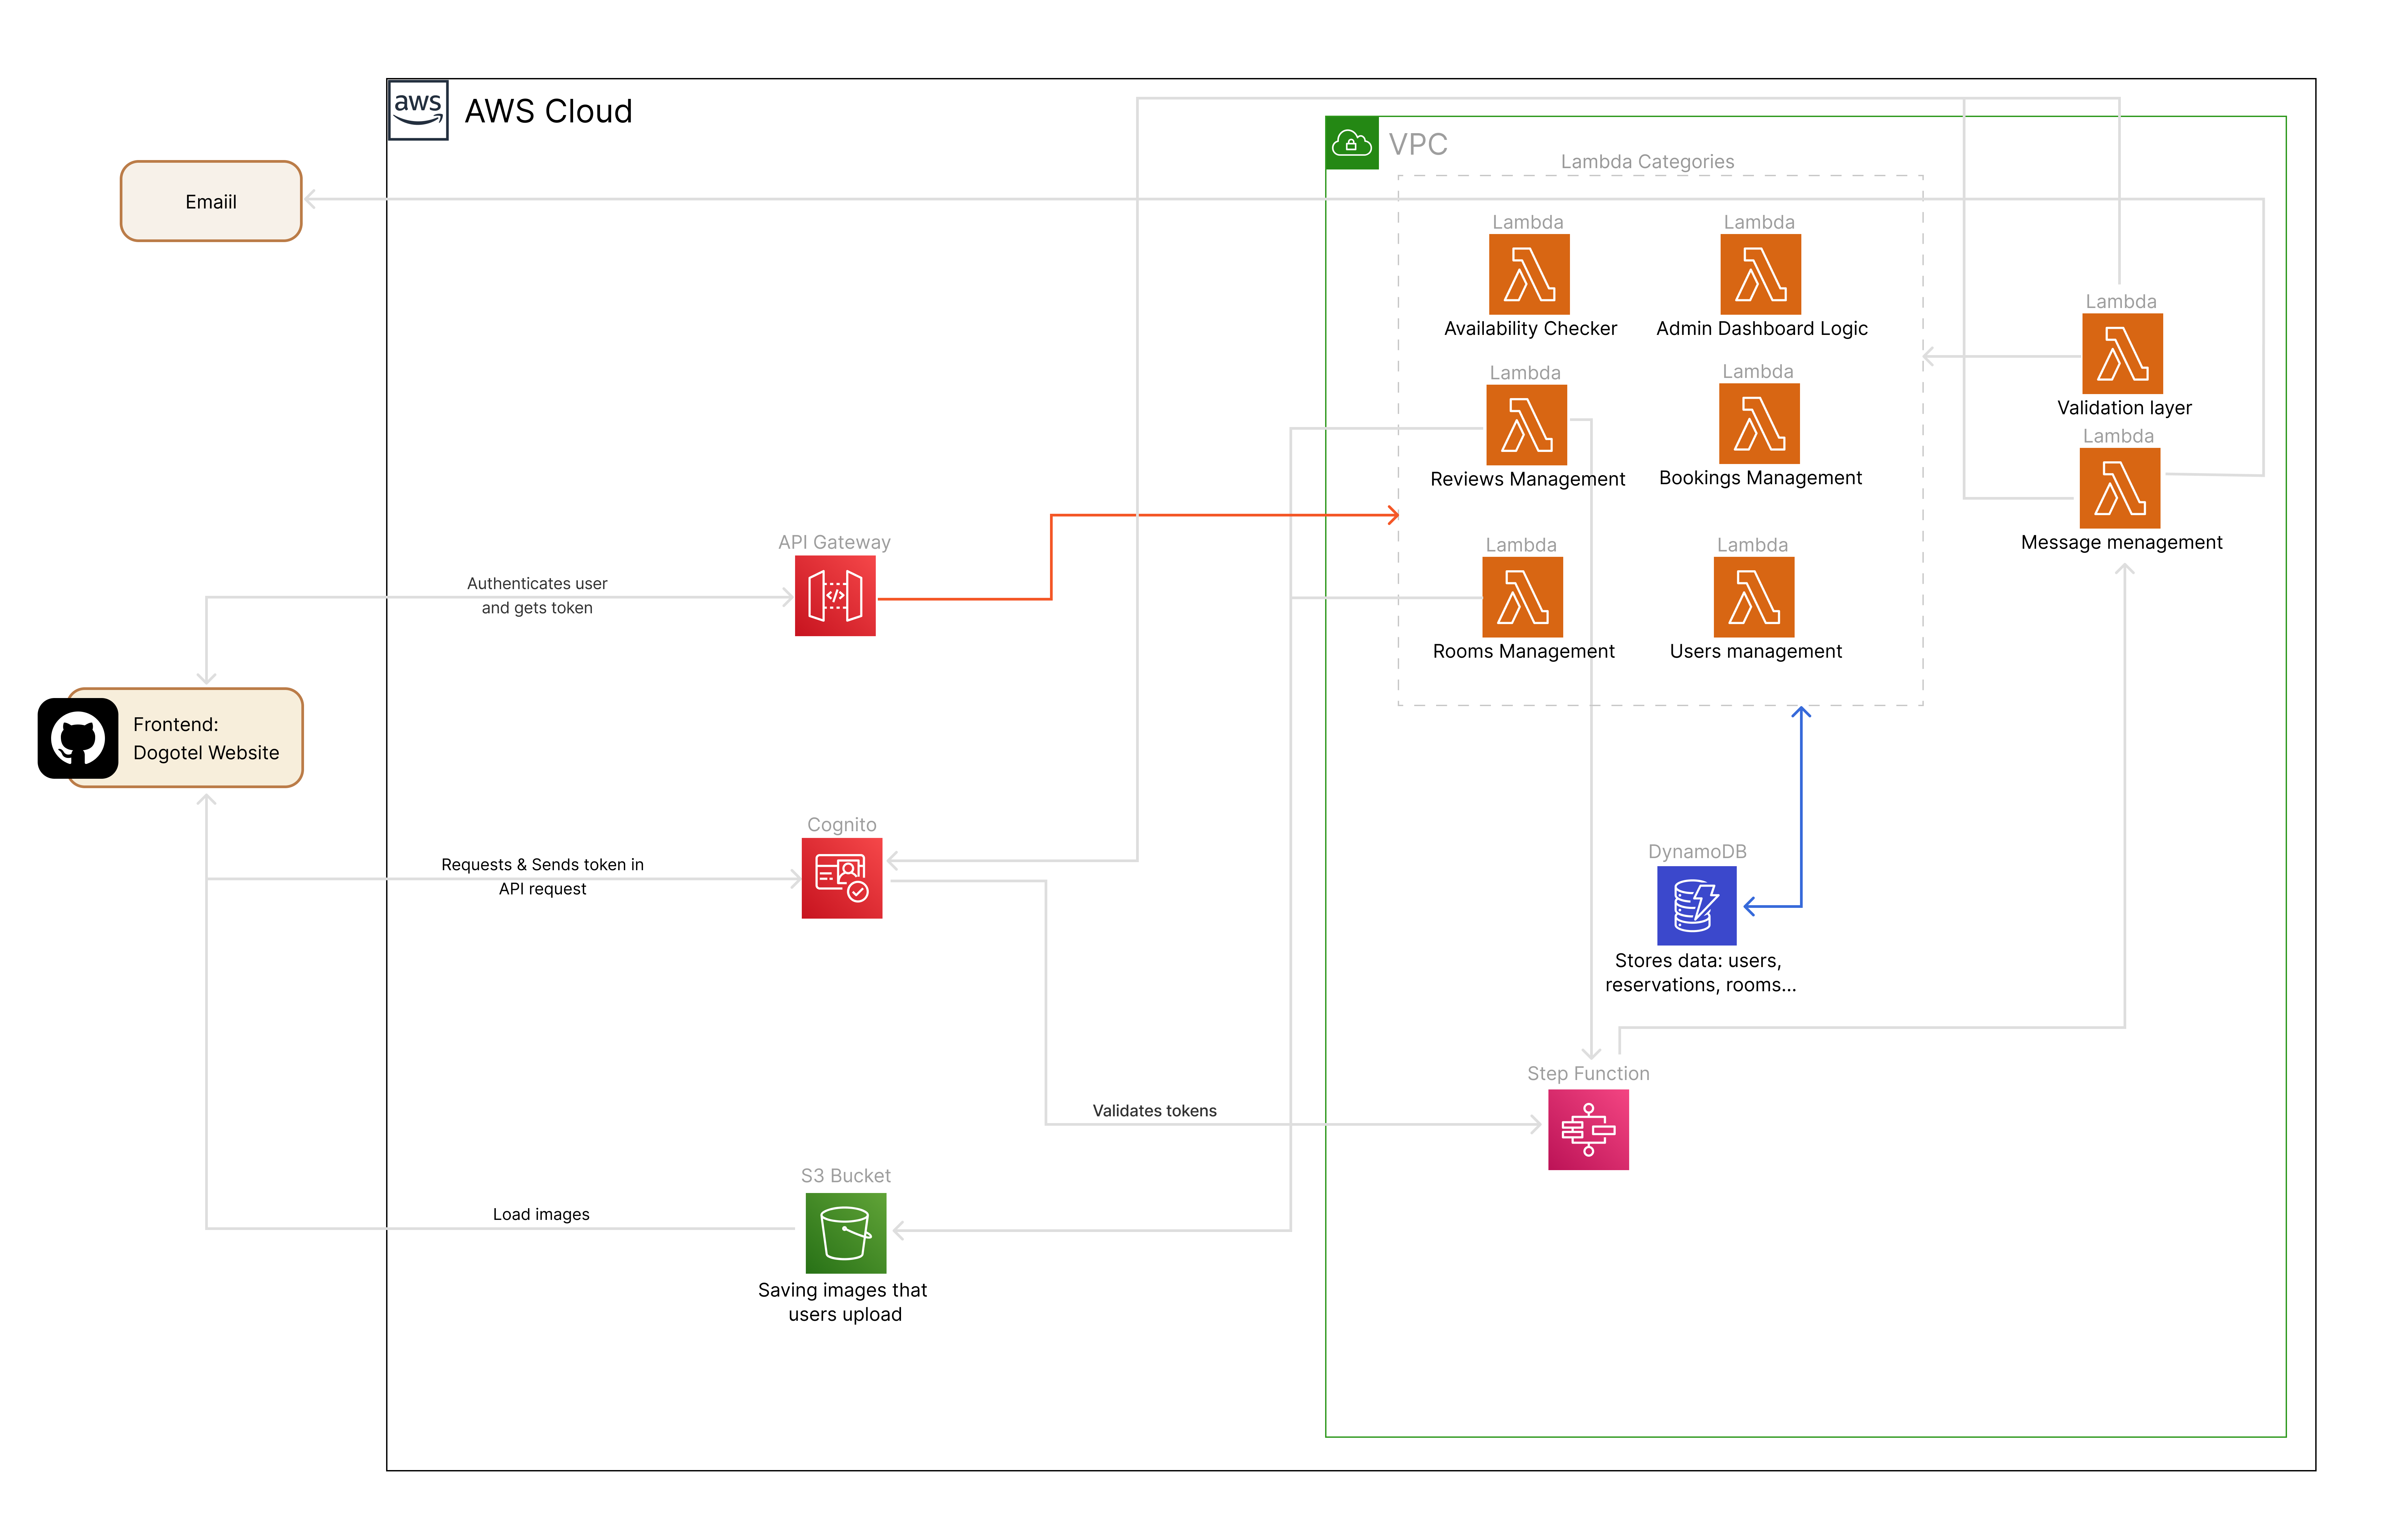 aws
AWS Cloud
VPC
Lambda Categories
Emaiil
Lambda
Availability Checker
Lambda
Admin Dashboard Logic
Lambda
Reviews Management
Lambda
Bookings Management
Lambda
Rooms Management
Lambda
Users management
Lambda
Validation layer
Lambda
Message menagement
API Gateway
Authenticates user
and gets token
Frontend:
Dogotel Website
Cognito
Requests & Sends token in
API request
DynamoDB
Stores data: users,
reservations, rooms...
Step Function
Validates tokens
S3 Bucket
Load images
Saving images that
users upload